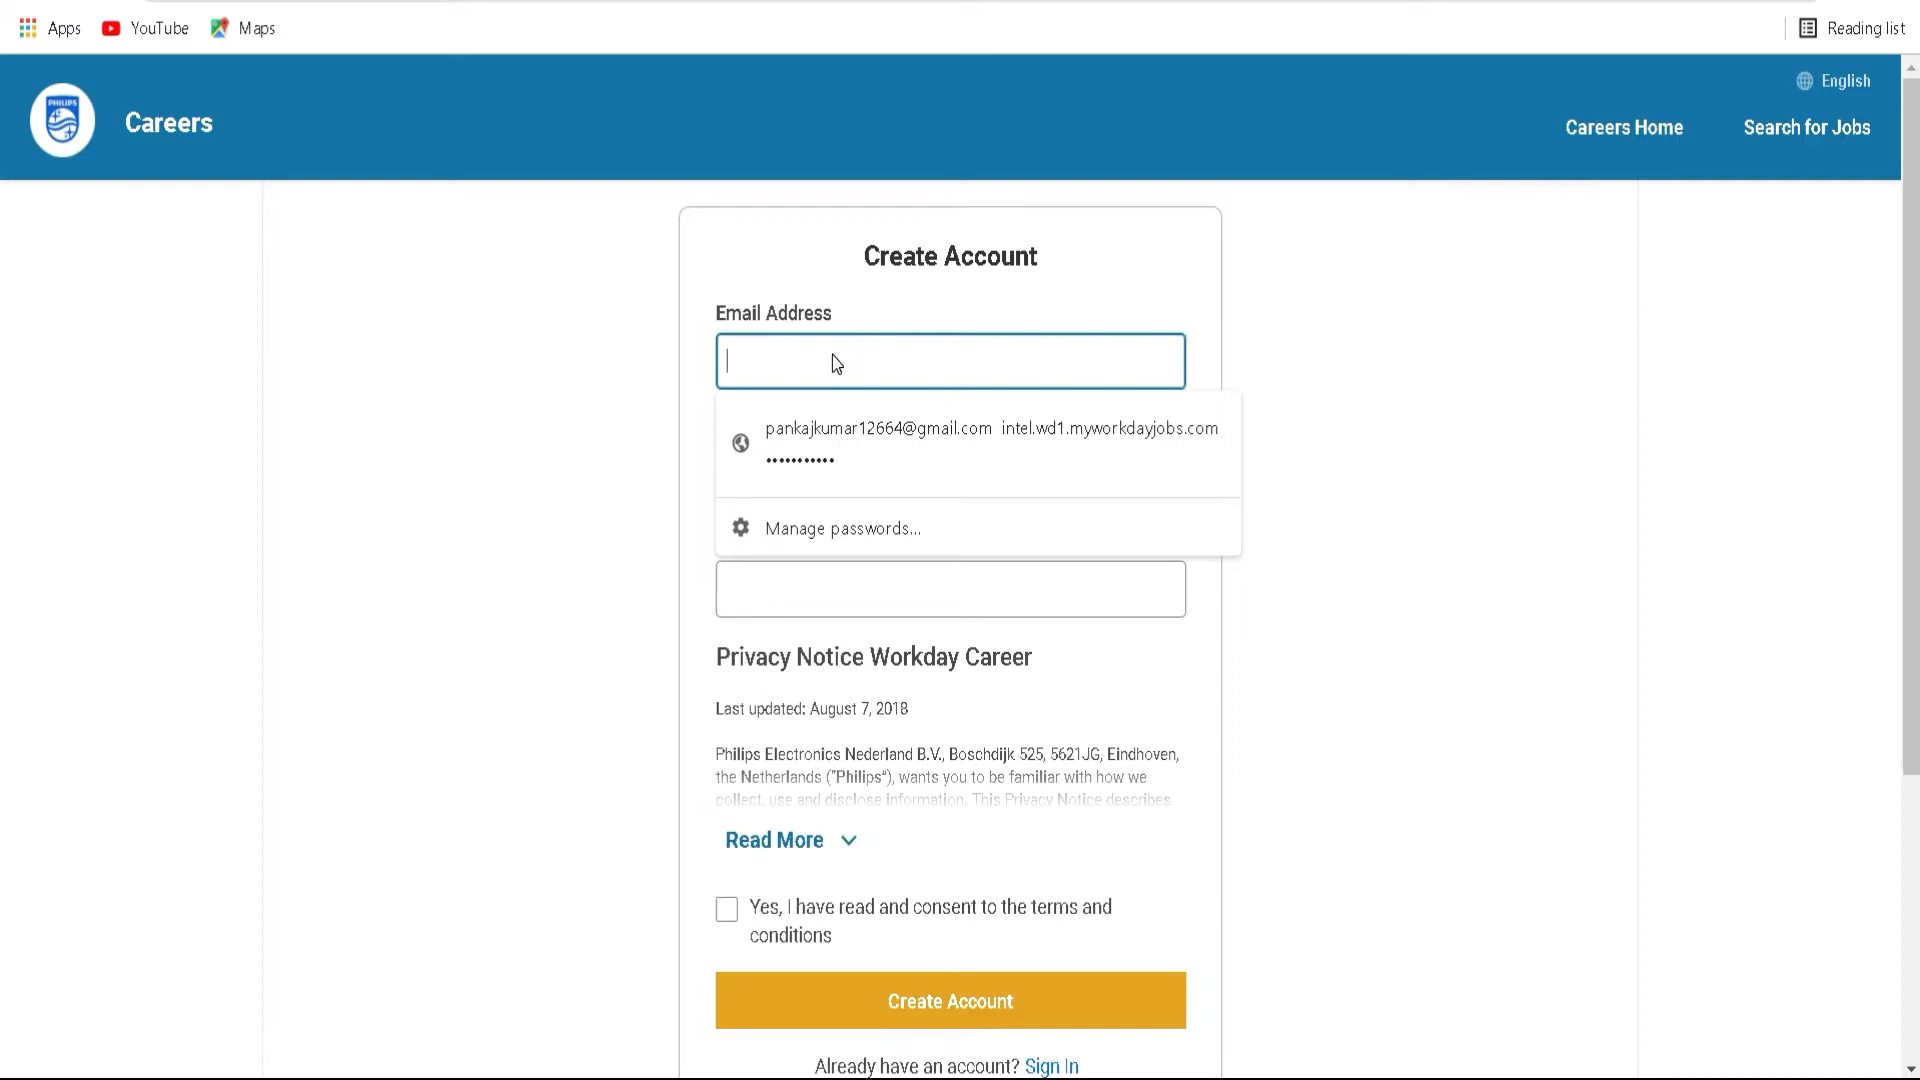 Apps YouTube Maps Reading list
English
PHILIPS
Careers Careers Home Search for Jobs
Create Account
Email Address
pankajkumar12664@gmail.com intel.wd1.myworkdayjobs.com
•••••••••••
Manage passwords...
Privacy Notice Workday Career
Last updated: August 7, 2018
Philips Electronics Nederland B.V., Boschdijk 525, 5621JG, Eindhoven,
the Netherlands ("Philips"), wants you to be familiar with how we
collect, use and disclose information. This Privacy Notice describes
Read More
Yes, I have read and consent to the terms and
conditions
Create Account
Already have an account? Sign In